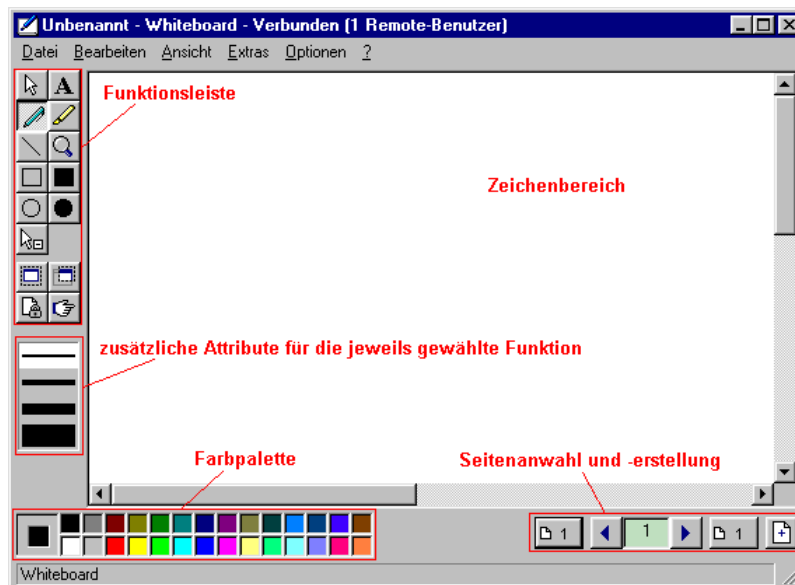 Unbenannt - Whiteboard - Verbunden (1 Remote-Benutzer)
Datei Bearbeiten Ansicht Extras Optionen ?
A
Funktionsleiste
Zeichenbereich
zusätzliche Attribute für die jeweils gewählte Funktion
Farbpalette
Seitenanwahl und -erstellung
1 1 1
Whiteboard